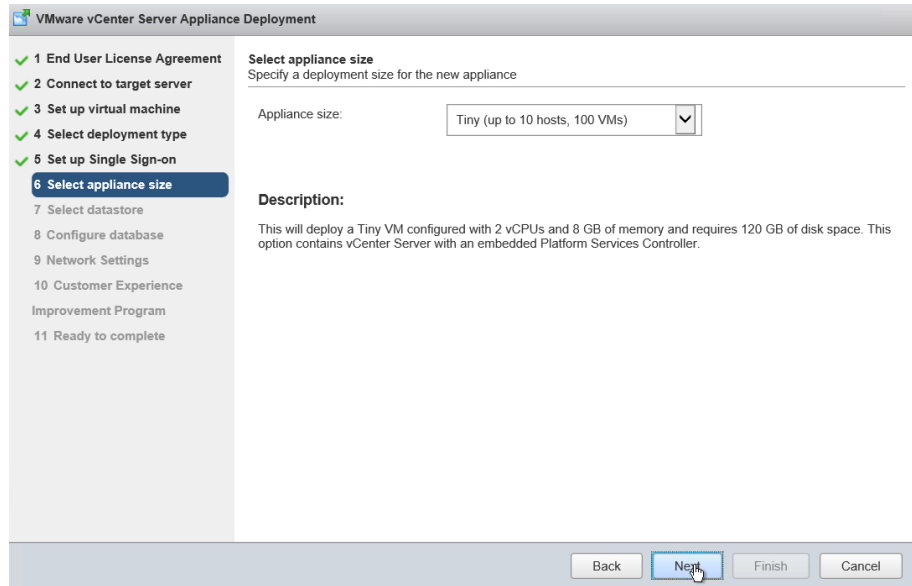 VMware vCenter Server Appliance Deployment
1 End User License Agreement
2 Connect to target server
3 Set up virtual machine
4 Select deployment type
5 Set up Single Sign-on
6 Select appliance size
7 Select datastore
8 Configure database
9 Network Settings
10 Customer Experience
Improvement Program
11 Ready to complete
Select appliance size
Specify a deployment size for the new appliance
Appliance size:
Tiny (up to 10 hosts, 100 VMs)
Description:
This will deploy a Tiny VM configured with 2 vCPUs and 8 GB of memory and requires 120 GB of disk space. This
option contains vCenter Server with an embedded Platform Services Controller.
Back
Next
Finish
Cancel